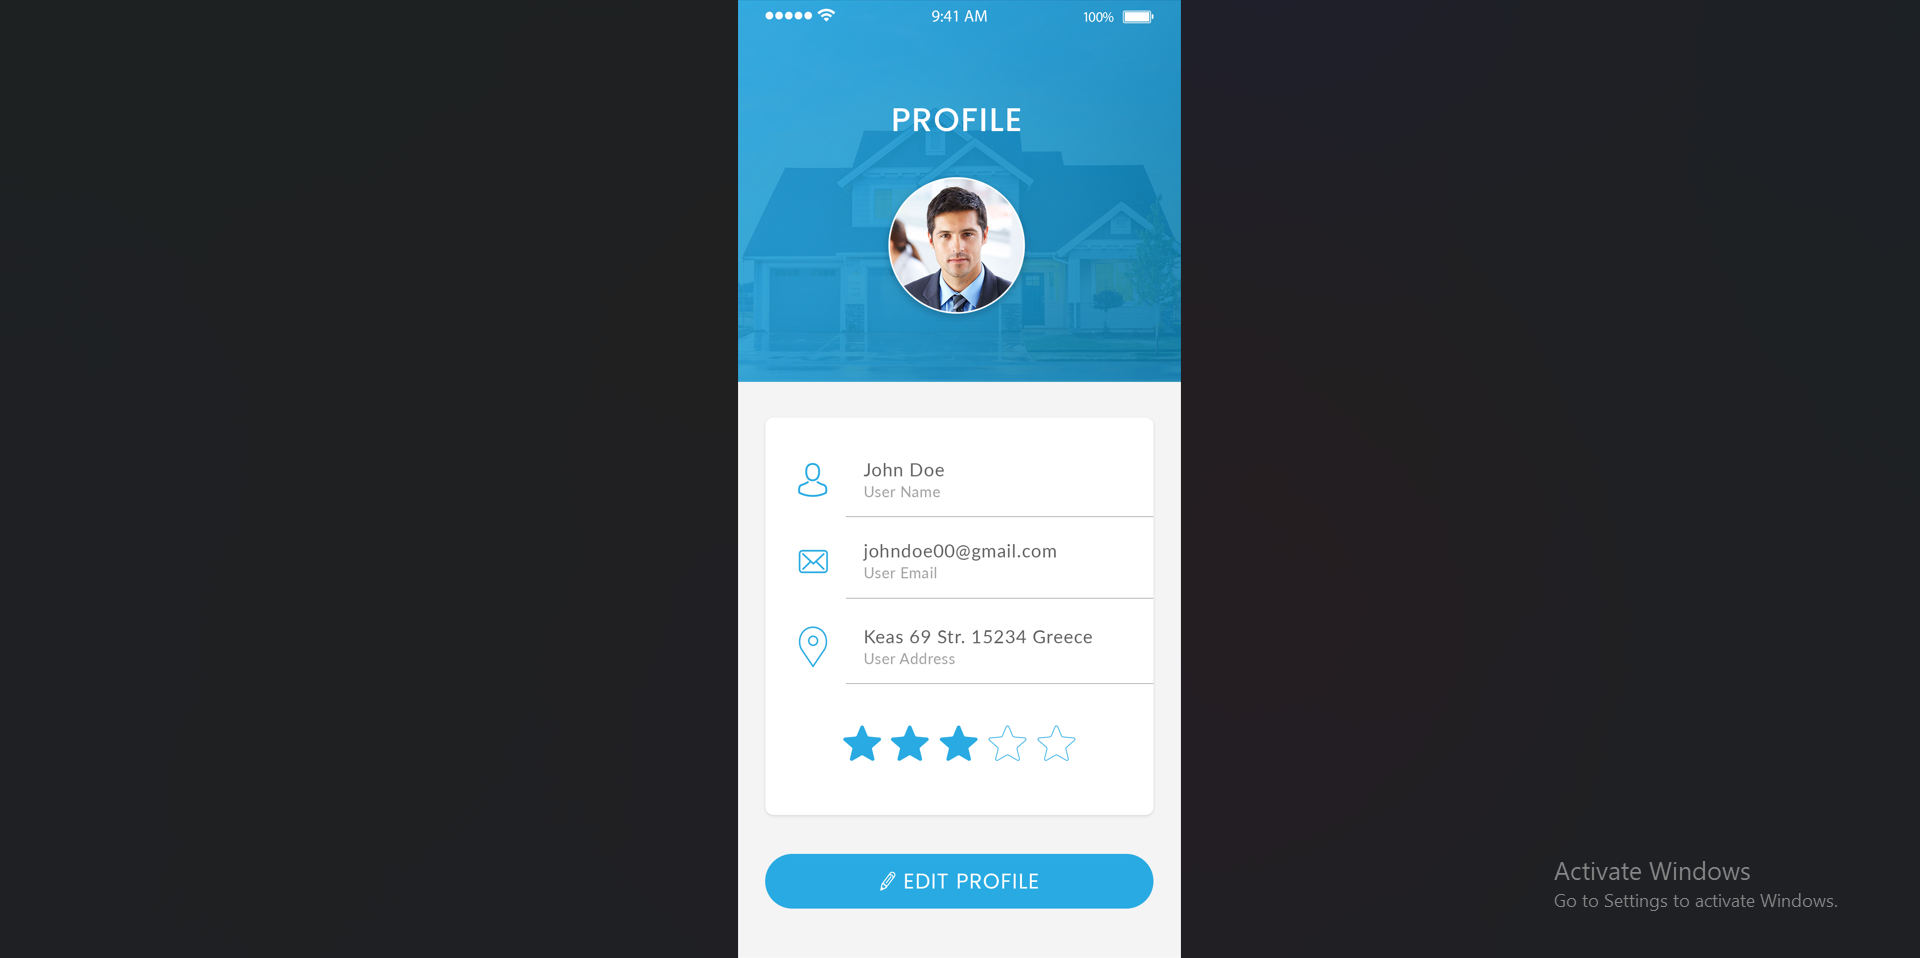 9:41 AM
100%
PROFILE
John Doe
User Name
johndoe00@gmail.com
User Email
Keas 69 Str. 15234 Greece
User Address
EDIT PROFILE
Activate Windows
Go to Settings to activate Windows.